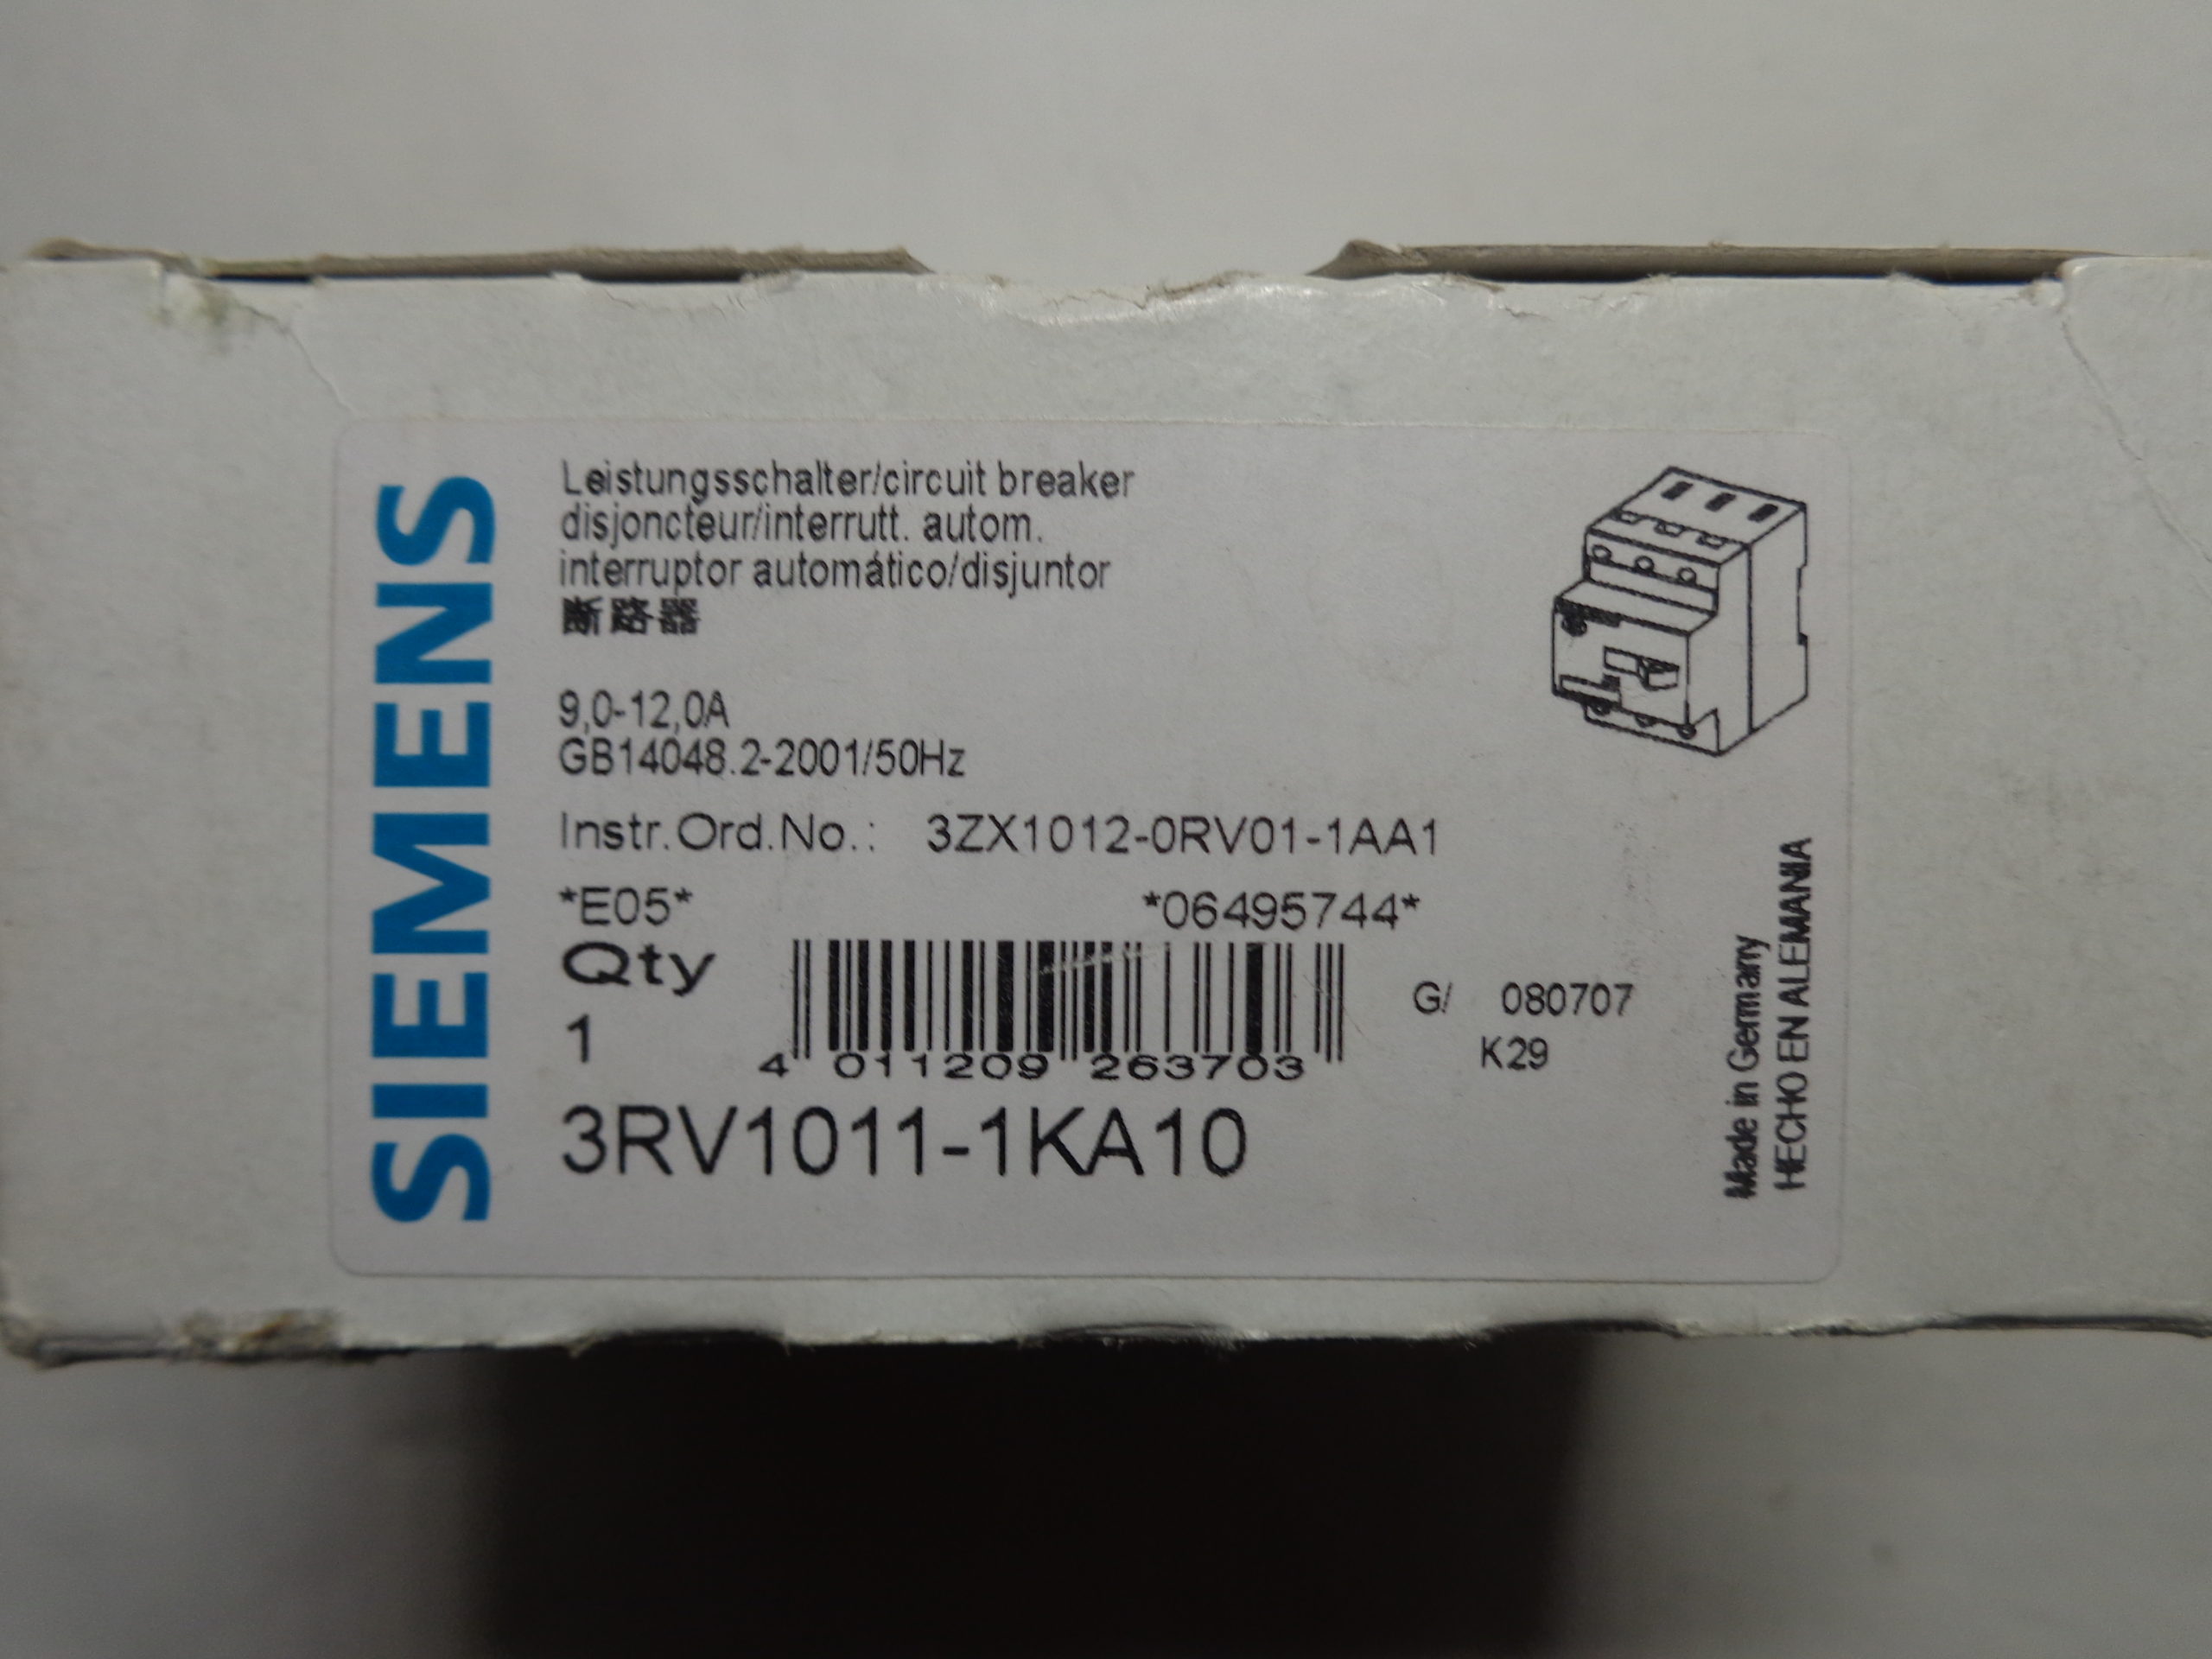 SIEMENS
Leistungsschalter/circuit breaker
disjoncteur/interrutt. autom.
interruptor automático/disjuntor
断路器
9,0-12,0A
GB14048.2-2001/50Hz
Instr.Ord.No.: 3ZX1012-0RV01-1AA1
*E05* *06495744*
Qty
1
4 011209 263703
G/ 080707
K29
3RV1011-1KA10
Made in Germany
HECHO EN ALEMANIA